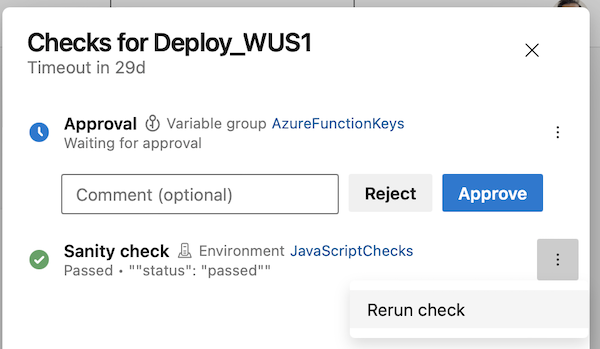 Checks for Deploy_WUS1
Timeout in 29d
Approval Variable group AzureFunctionKeys
Waiting for approval
Comment (optional) Reject Approve
Sanity check Environment JavaScriptChecks
Passed • ""status": "passed""
Rerun check